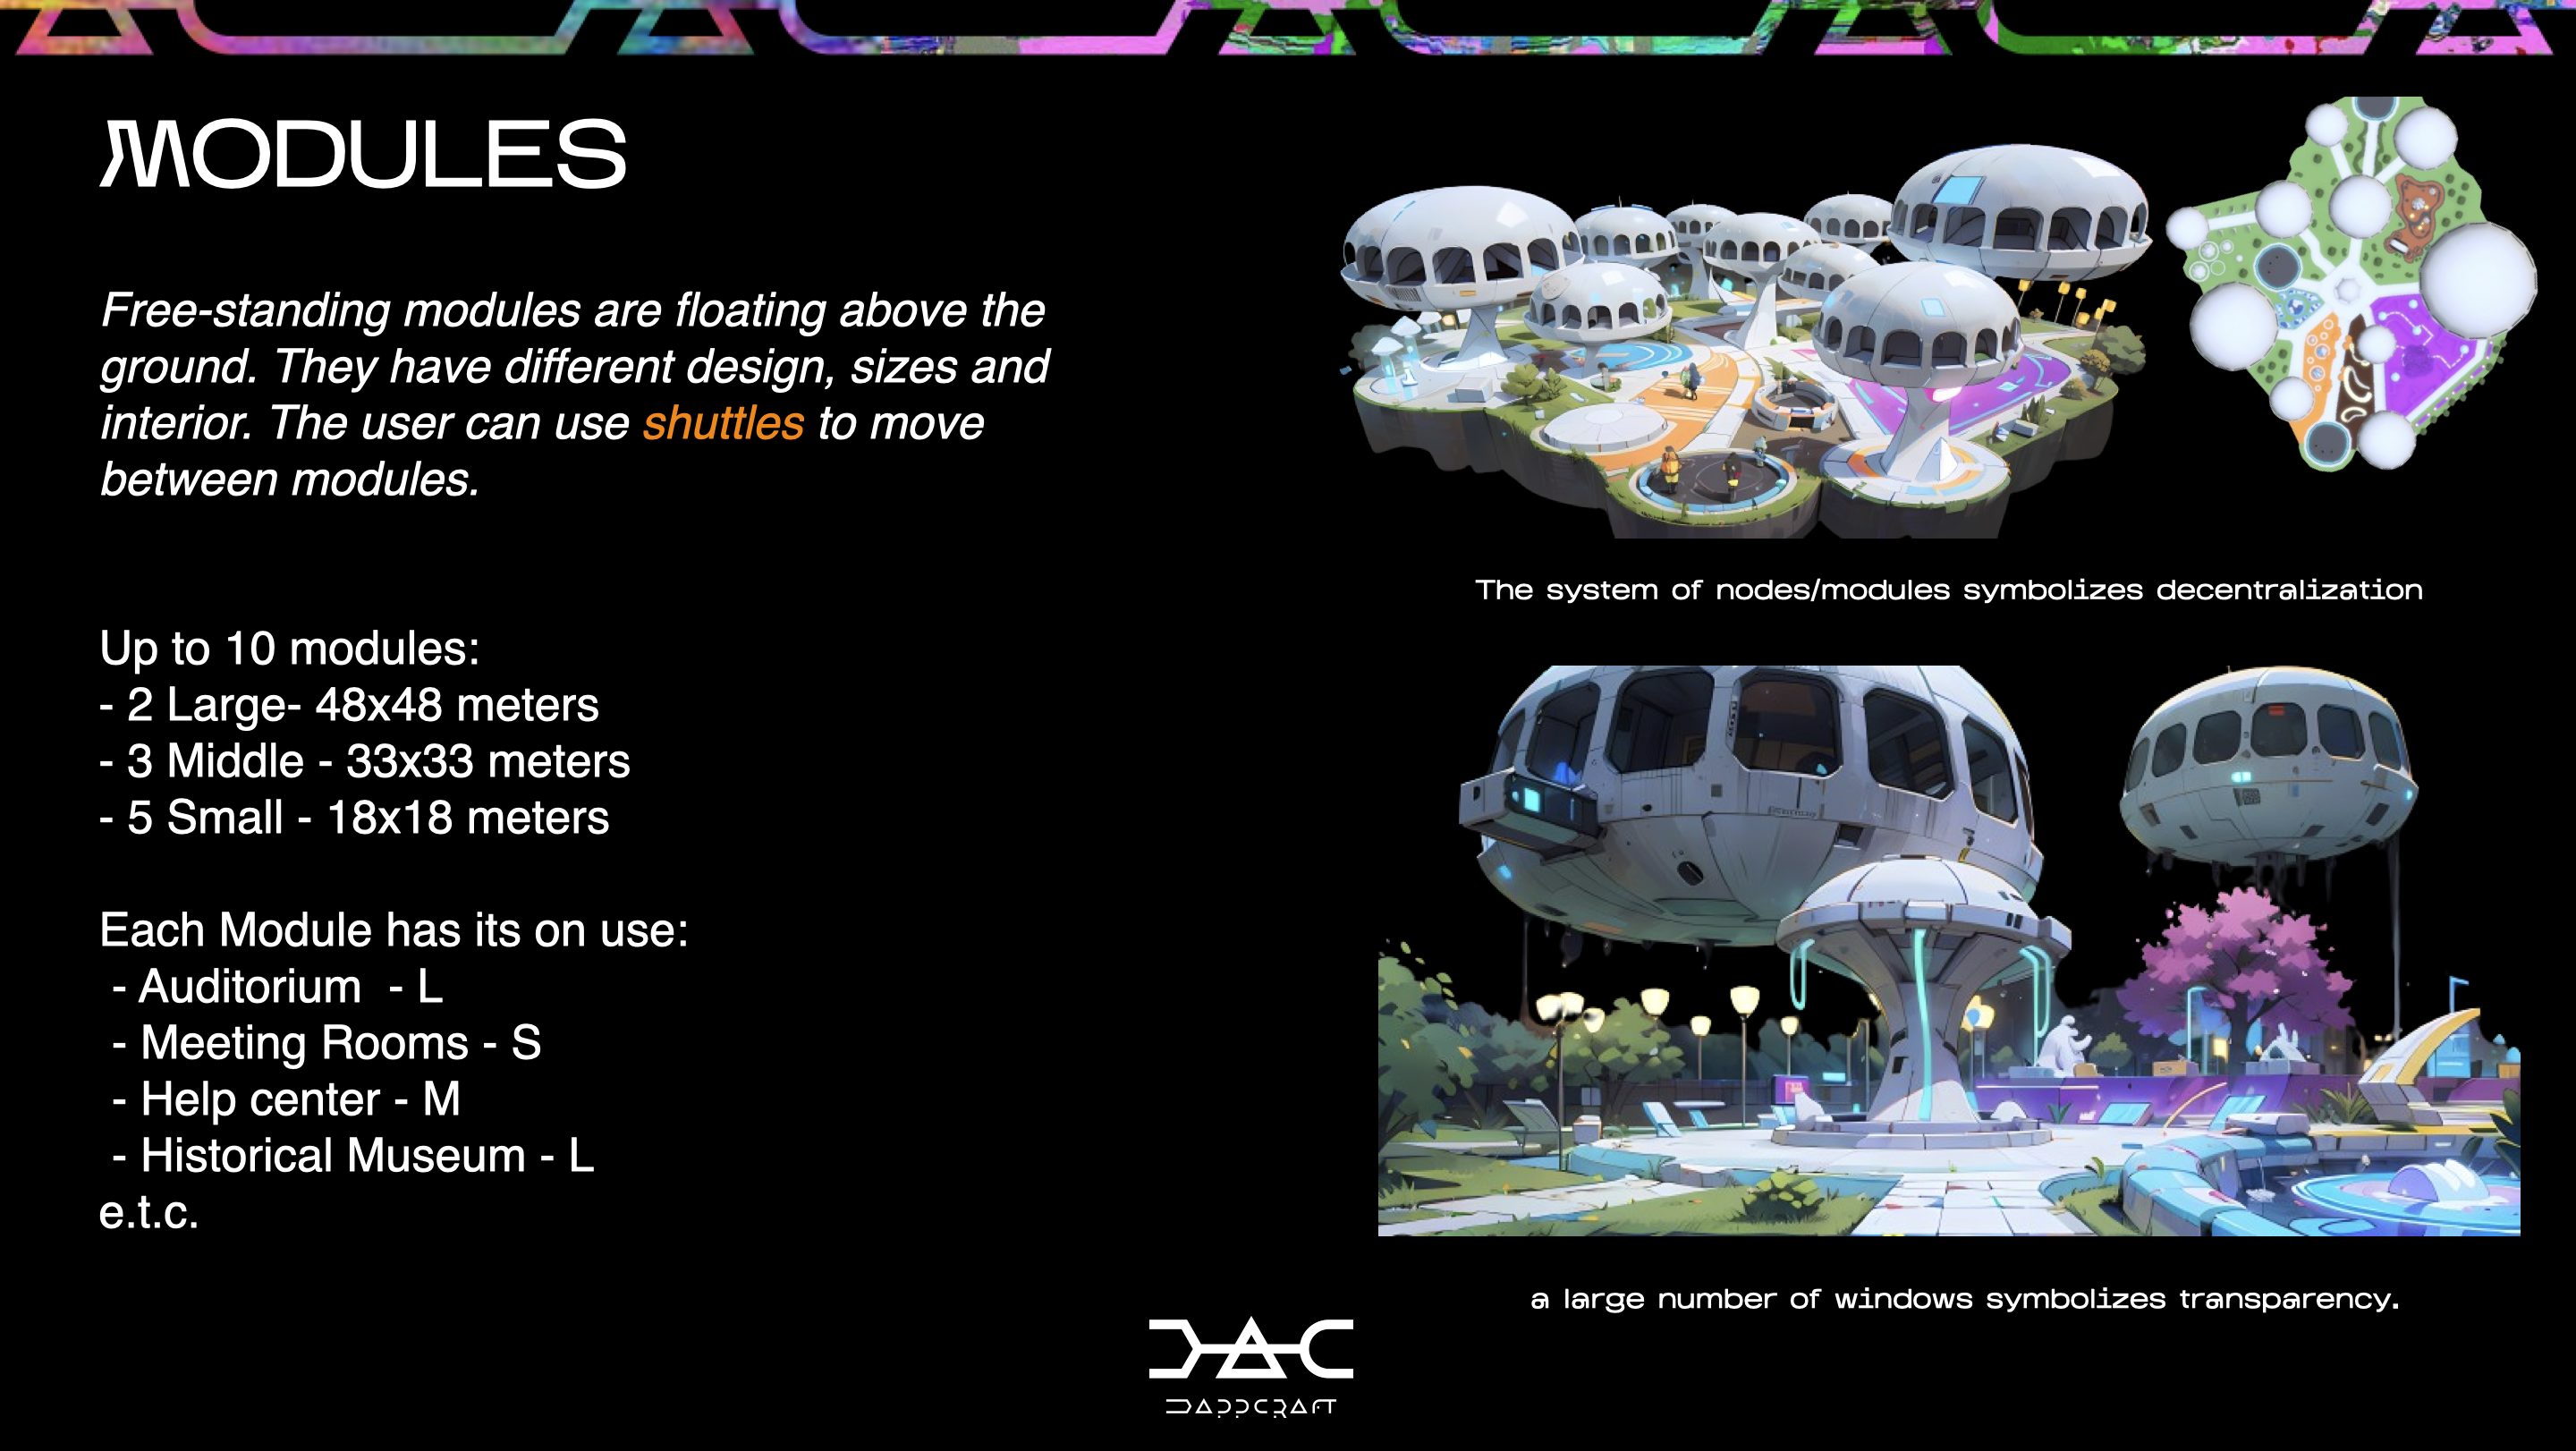 MODULES
Free-standing modules are floating above the
ground. They have different design, sizes and
interior. The user can use shuttles to move
between modules.
Up to 10 modules:
- 2 Large- 48x48 meters
- 3 Middle - 33x33 meters
- 5 Small - 18x18 meters
Each Module has its on use:
- Auditorium - L
- Meeting Rooms - S
- Help center - M
- Historical Museum - L
e.t.c.
The system of nodes/modules symbolizes decentralization
a large number of windows symbolizes transparency.
DAC
DAPPCRAFT